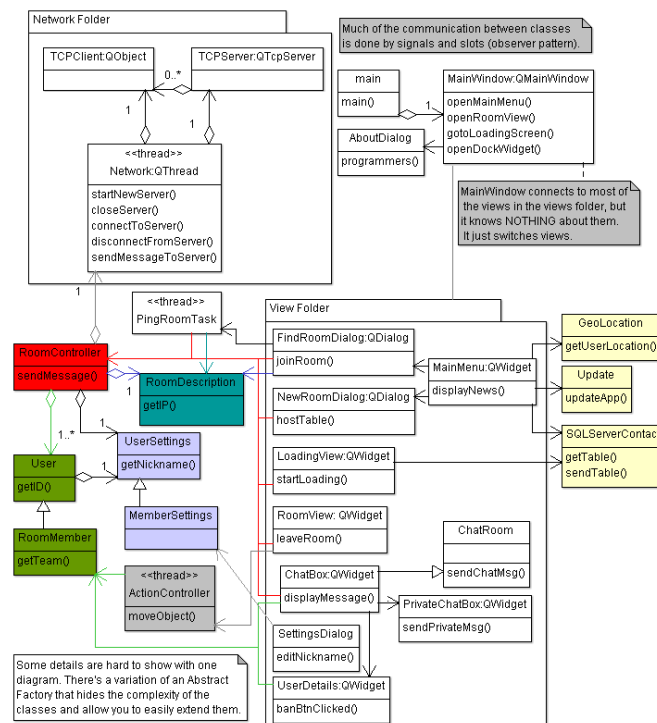 Network Folder
TCPClient:QObject
TCPServer:QTcpServer
0..*
1
1
<<thread>>
Network:QThread
startNewServer()
closeServer()
connectToServer()
disconnectFromServer()
sendMessageToServer()
1
Much of the communication between classes
is done by signals and slots (observer pattern).
main
main()
1
MainWindow:QMainWindow
openMainMenu()
openRoomView()
gotoLoadingScreen()
openDockWidget()
AboutDialog
programmers()
MainWindow connects to most of
the views in the views folder, but
it knows NOTHING about them.
It just switches views.
<<thread>>
PingRoomTask
View Folder
FindRoomDialog:QDialog
joinRoom()
MainMenu:QWidget
displayNews()
NewRoomDialog:QDialog
hostTable()
LoadingView:QWidget
startLoading()
RoomView: QWidget
leaveRoom()
ChatBox:QWidget
displayMessage()
ChatRoom
sendChatMsg()
PrivateChatBox:QWidget
sendPrivateMsg()
SettingsDialog
editNickname()
UserDetails:QWidget
banBtnClicked()
GeoLocation
getUserLocation()
Update
updateApp()
SQLServerContact
getTable()
sendTable()
RoomController
sendMessage()
1
RoomDescription
getIP()
1..*
1
UserSettings
getNickname()
User
getID()
1
MemberSettings
RoomMember
getTeam()
<<thread>>
ActionController
moveObject()
Some details are hard to show with one
diagram. There's a variation of an Abstract
Factory that hides the complexity of the
classes and allow you to easily extend them.